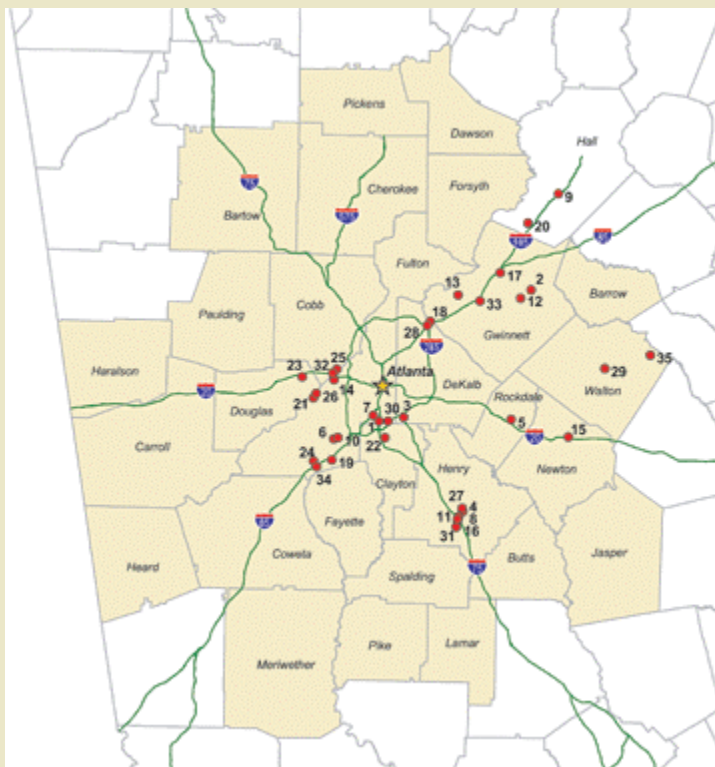 Pickens
Dawson
Hall
Cherokee
Forsyth
75
575
Bartow
9
20
985
85
Fulton
17
2
13
12
Barrow
Cobb
33
Paulding
18
Gwinnett
28
285
25
35
32
Atlanta
23
29
Haralson
14
DeKalb
Walton
20
26
21
Rockdale
Douglas
7
30
3
5
1
6
10
22
20
15
Carroll
24
19
Henry
Newton
34
Clayton
27
4
11
8
85
Fayette
31
16
Coweta
Butts
Jasper
Heard
75
Spalding
Pike
Lamar
Meriwether